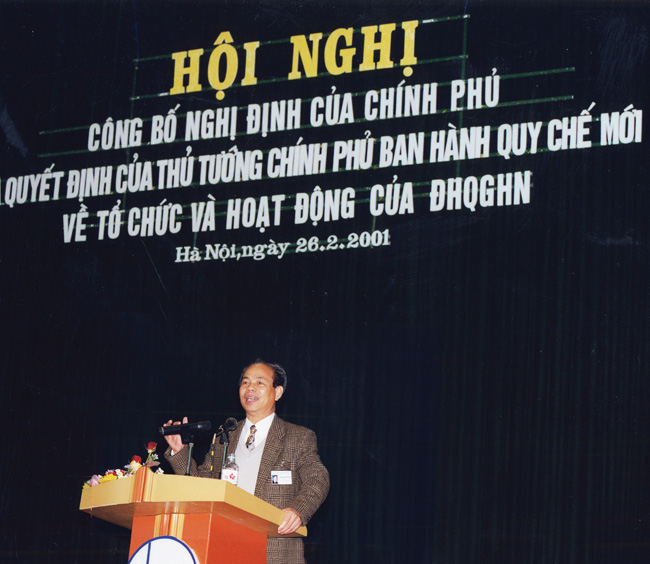 HỘI NGHỊ
CÔNG BỐ NGHỊ ĐỊNH CỦA CHÍNH PHỦ
QUYẾT ĐỊNH CỦA THỦ TƯỚNG CHÍNH PHỦ BAN HÀNH QUY CHẾ MỚI
VỀ TỔ CHỨC VÀ HOẠT ĐỘNG CỦA ĐHQGHN
Hà Nội,ngày 26.2.2001